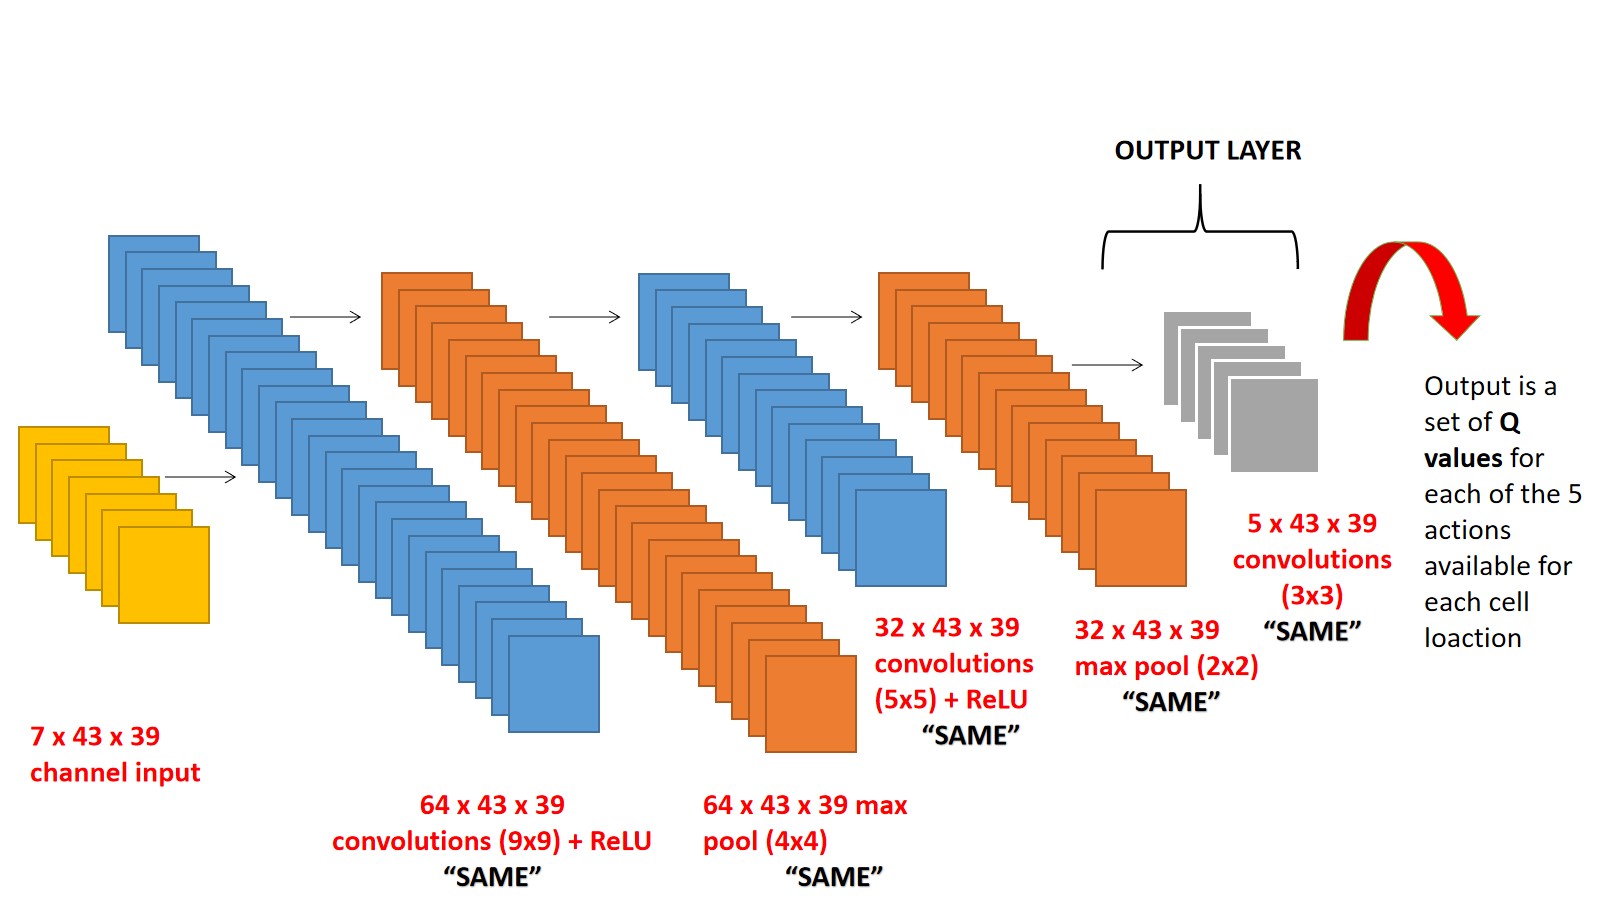 OUTPUT LAYER
7 x 43 x 39
channel input
64 x 43 x 39
convolutions (9x9) + ReLU
“SAME”
64 x 43 x 39 max
pool (4x4)
“SAME”
32 x 43 x 39
convolutions
(5x5) + ReLU
“SAME”
32 x 43 x 39
max pool (2x2)
“SAME”
5 x 43 x 39
convolutions
(3x3)
“SAME”
Output is a
set of Q
values for
each of the 5
actions
available for
each cell
loaction